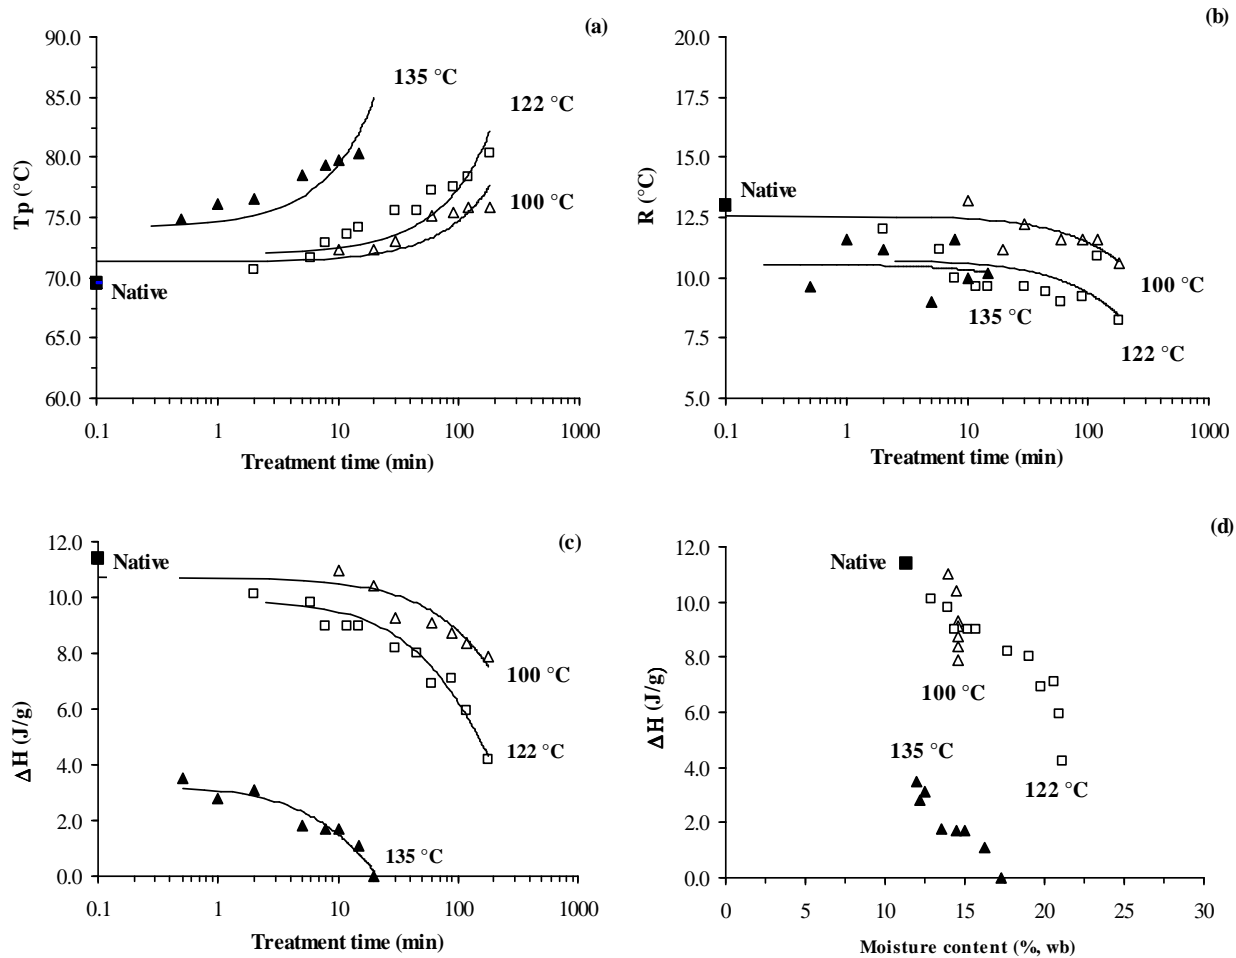 (a)
90.0
85.0
80.0
75.0
70.0
65.0
60.0
Tp (°C)
135 °C
122 °C
100 °C
Native
0.1 1 10 100 1000
Treatment time (min)
(b)
20.0
17.5
15.0
12.5
10.0
7.5
5.0
R (°C)
Native
100 °C
135 °C
122 °C
0.1 1 10 100 1000
Treatment time (min)
(c)
12.0
10.0
8.0
6.0
4.0
2.0
0.0
ΔH (J/g)
Native
100 °C
122 °C
135 °C
0.1 1 10 100 1000
Treatment time (min)
(d)
12.0
10.0
8.0
6.0
4.0
2.0
0.0
ΔH (J/g)
Native
100 °C
135 °C
122 °C
0 5 10 15 20 25 30
Moisture content (%, wb)